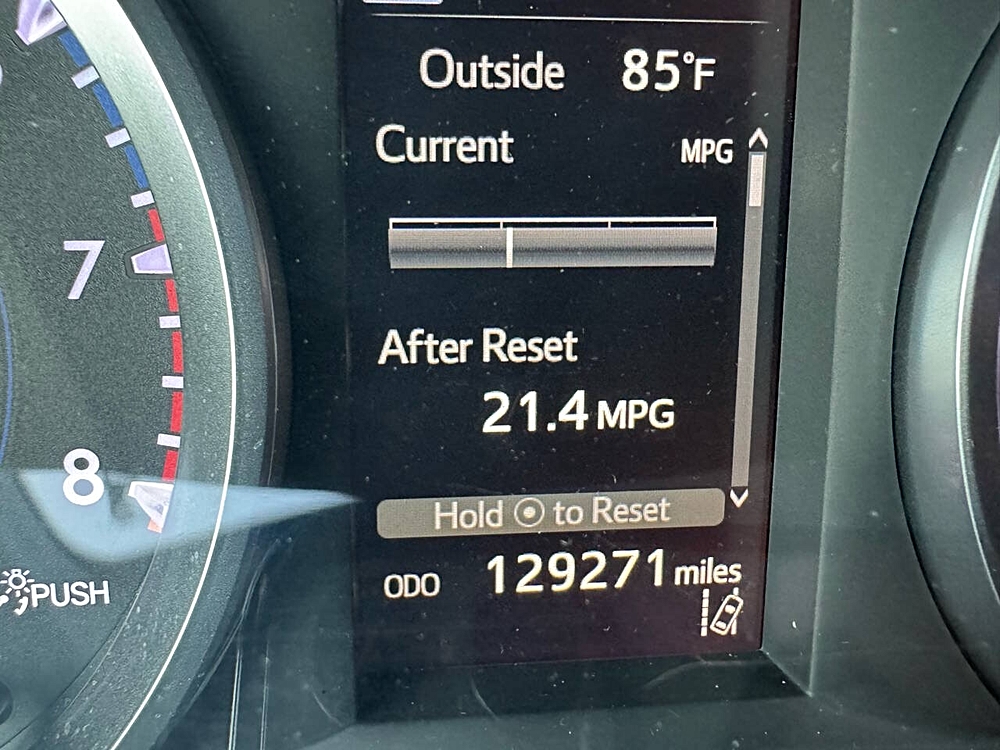 Outside 85°F
Current MPG
7
After Reset
21.4 MPG
8
Hold ⊙ to Reset
ODO 129271 miles
PUSH